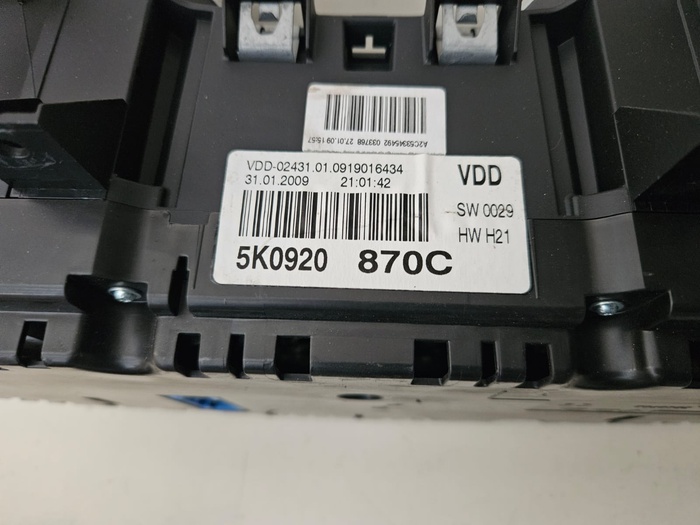 A2C53345492 033768 27.01.09 15:57
VDD-02431.01.0919016434
31.01.2009 21:01:42
VDD
SW 0029
HW H21
5K0920 870C